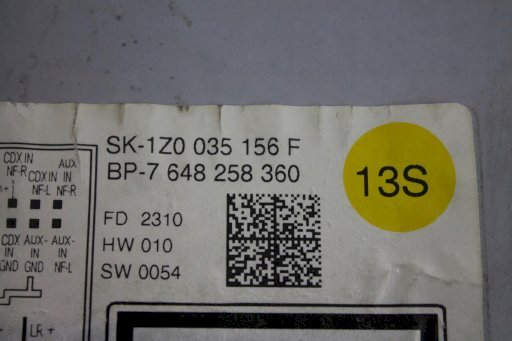 SK-1Z0 035 156 F
BP-7 648 258 360
13S
FD 2310
HW 010
SW 0054
CDX IN
NF-R
CDX IN
NF-L
AUX
IN
NF-R
CDX
IN
GND
AUX-
IN
GND
AUX-
IN
NF-L
LR +